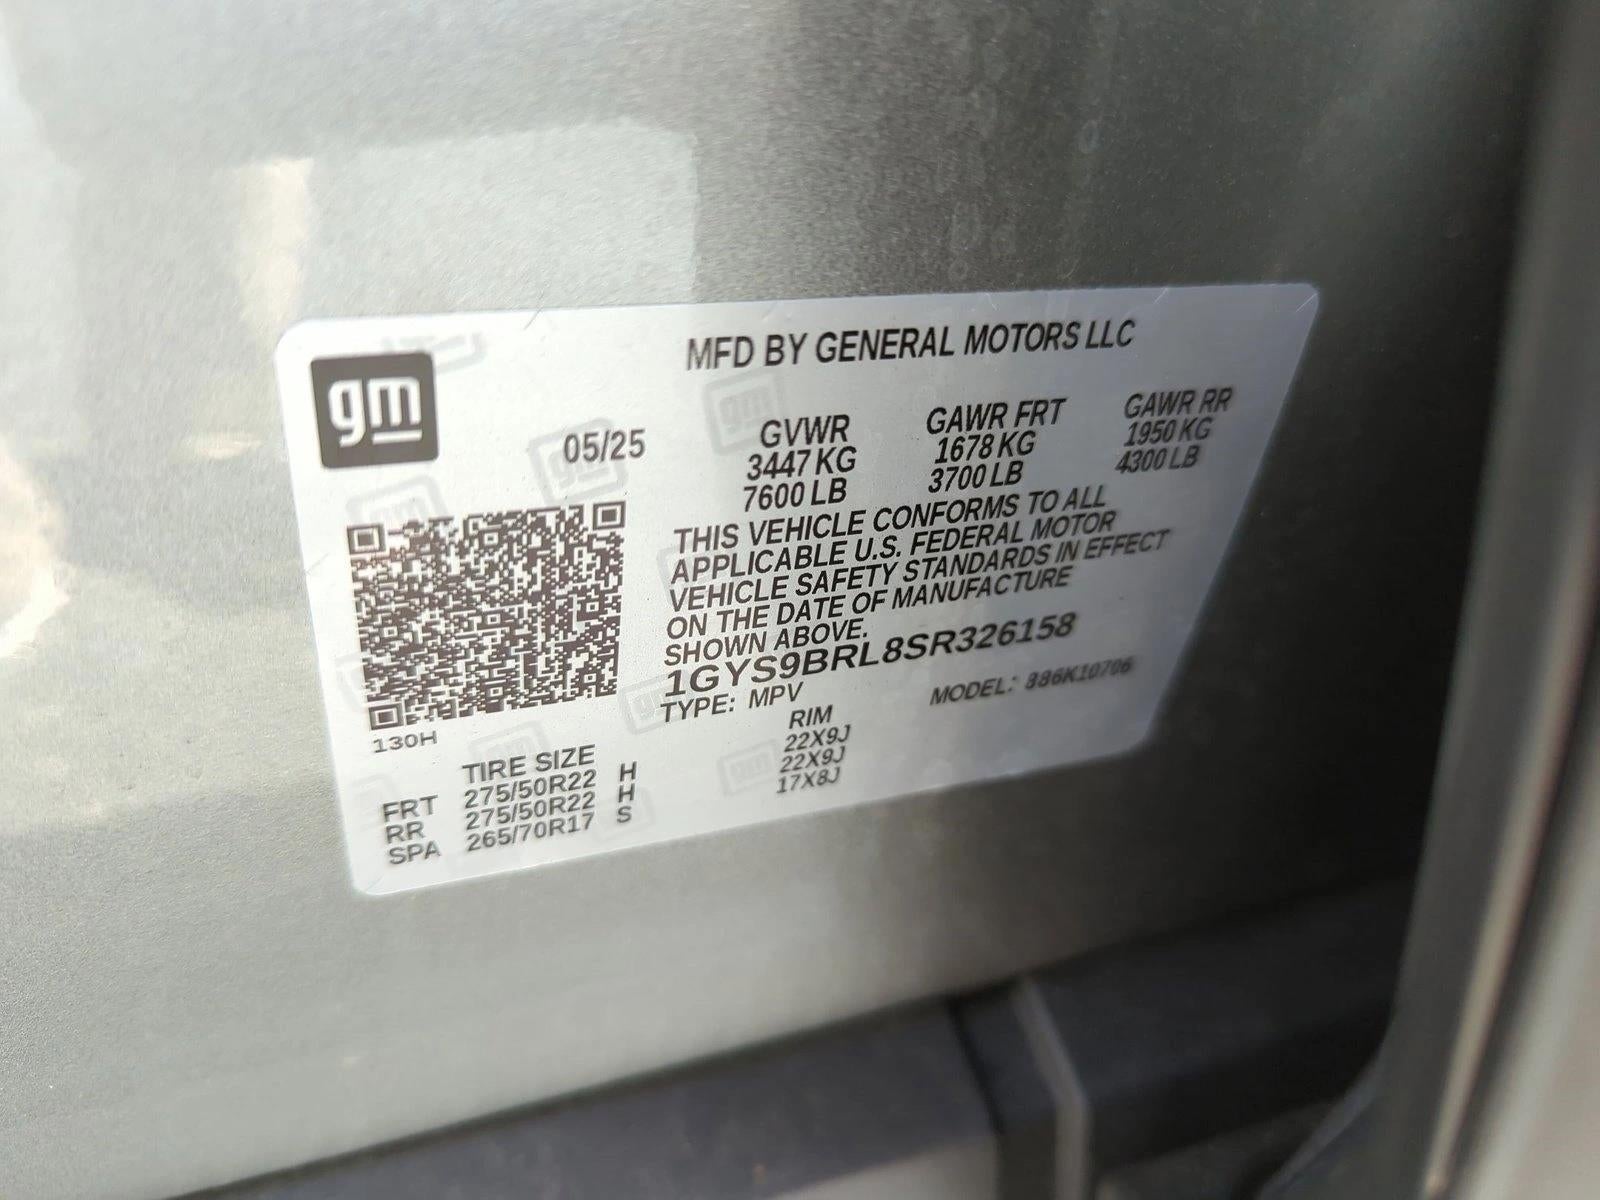 MFD BY GENERAL MOTORS LLC
gm
05/25
GVWR
3447 KG
7600 LB
GAWR FRT
1678 KG
3700 LB
GAWR RR
1950 KG
4300 LB
THIS VEHICLE CONFORMS TO ALL
APPLICABLE U.S. FEDERAL MOTOR
VEHICLE SAFETY STANDARDS IN EFFECT
ON THE DATE OF MANUFACTURE
SHOWN ABOVE.
1GYS9BRL8SR326158
TYPE: MPV
MODEL:
130H
TIRE SIZE
RIM
FRT 275/50R22 H 22X9J
RR 275/50R22 H 22X9J
SPA 265/70R17 S 17X8J